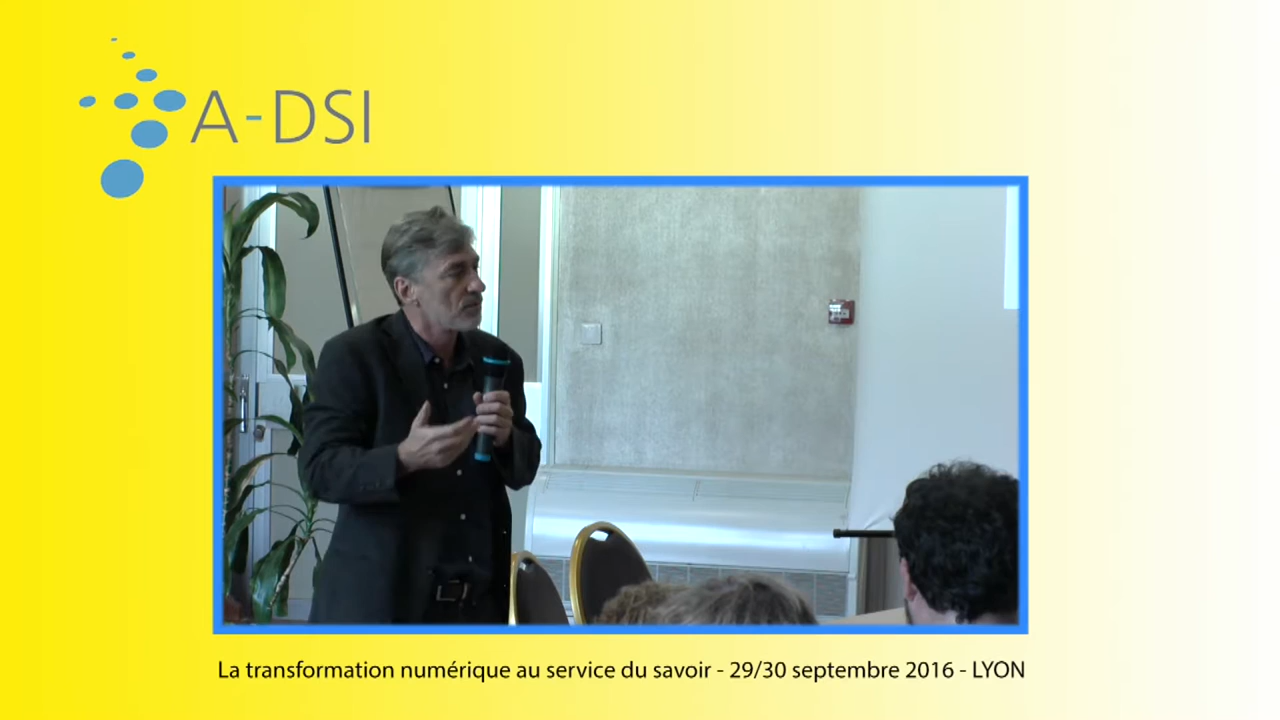 A-DSI
La transformation numérique au service du savoir - 29/30 septembre 2016 - LYON